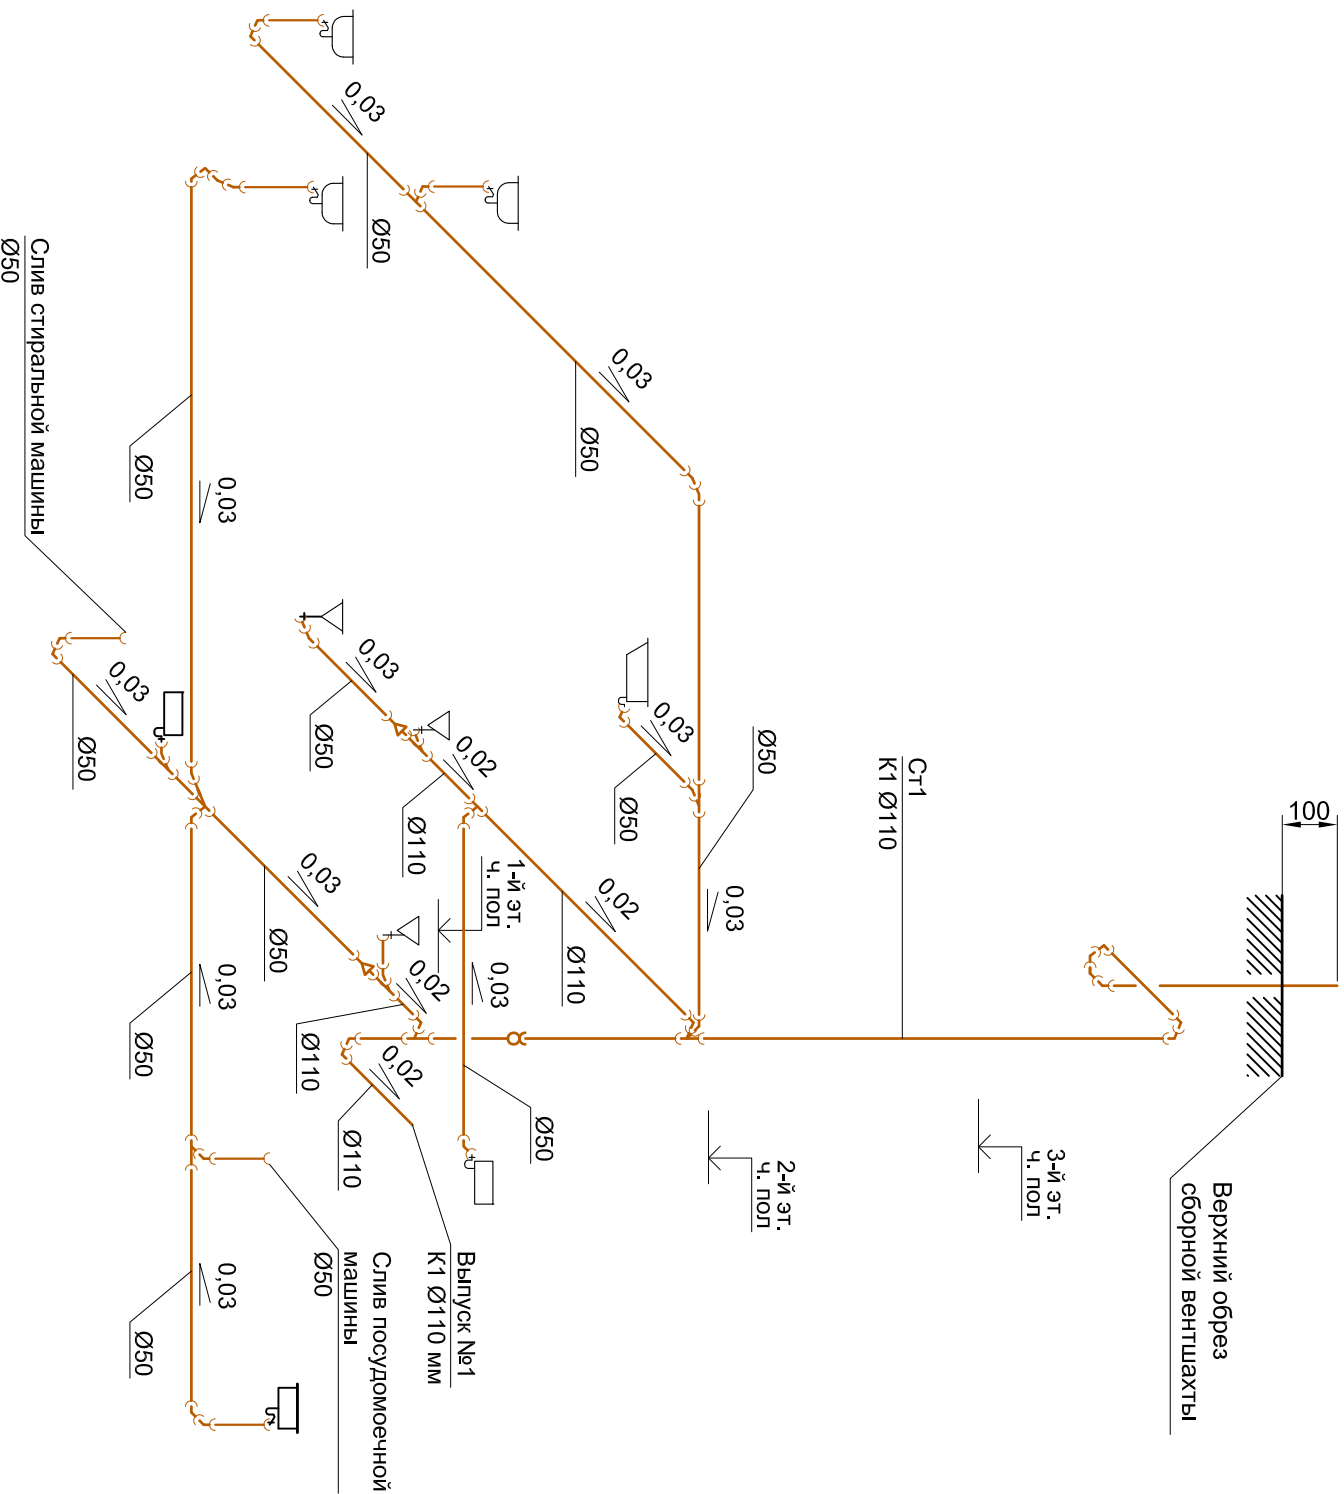 100
Верхний обрез
сборной вентшахты
3-й эт.
ч. пол
Ст1
К1 Ø110
2-й эт.
ч. пол
Ø50
0,03
0,03
Ø50
0,03
Ø50
0,03
Ø50
0,02
Ø110
0,02
Ø110
0,03
Ø50
1-й эт.
ч. пол
0,03
Ø50
Выпуск №1
К1 Ø110 мм
0,02
Ø110
0,02
Ø110
Слив посудомоечной
машины
Ø50
0,03
Ø50
0,03
Ø50
0,03
Ø50
0,03
Ø50
0,03
Ø50
Слив стиральной машины
Ø50